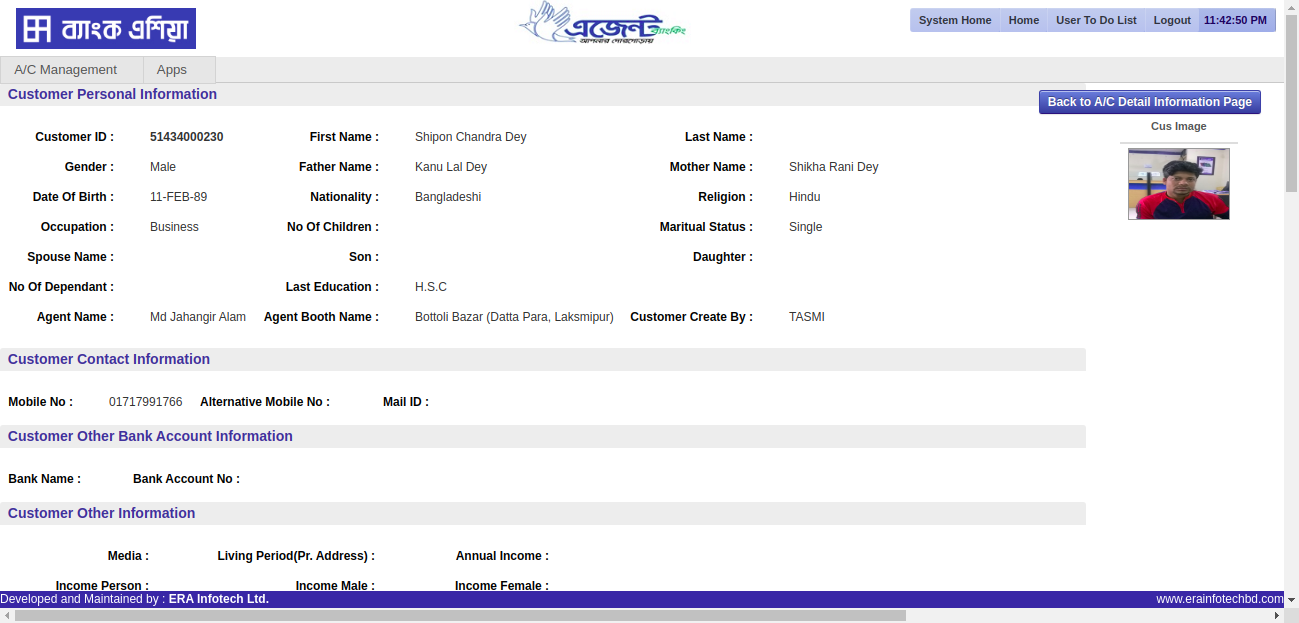 ব্যাংক এশিয়া
এজেন্ট ব্যাংকিং
আপনার দোরগোড়ায়
System Home Home User To Do List Logout 11:42:50 PM
A/C Management Apps
Customer Personal Information
Back to A/C Detail Information Page
Cus Image
Customer ID : 51434000230 First Name : Shipon Chandra Dey Last Name :
Gender : Male Father Name : Kanu Lal Dey Mother Name : Shikha Rani Dey
Date Of Birth : 11-FEB-89 Nationality : Bangladeshi Religion : Hindu
Occupation : Business No Of Children : Maritual Status : Single
Spouse Name : Son : Daughter :
No Of Dependant : Last Education : H.S.C
Agent Name : Md Jahangir Alam Agent Booth Name : Bottoli Bazar (Datta Para, Laksmipur) Customer Create By : TASMI
Customer Contact Information
Mobile No : 01717991766 Alternative Mobile No : Mail ID :
Customer Other Bank Account Information
Bank Name : Bank Account No :
Customer Other Information
Media : Living Period(Pr. Address) : Annual Income :
Income Person : Income Male : Income Female :
Developed and Maintained by : ERA Infotech Ltd. www.erainfotechbd.com